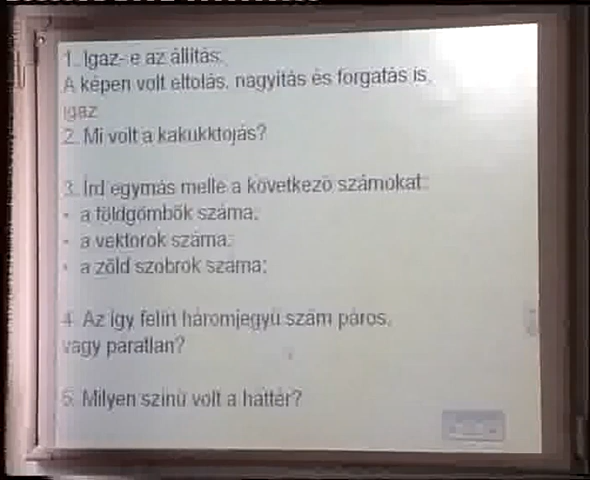 1. Igaz-e az állítás:
A képen volt eltolás, nagyítás és forgatás is.
igaz
2. Mi volt a kakukktojás?
3. Írd egymás mellé a következő számokat:
- a földgömbök száma;
- a vektorok száma;
- a zöld szobrok száma;
4. Az így felírt háromjegyű szám páros,
vagy páratlan?
5. Milyen színű volt a háttér?